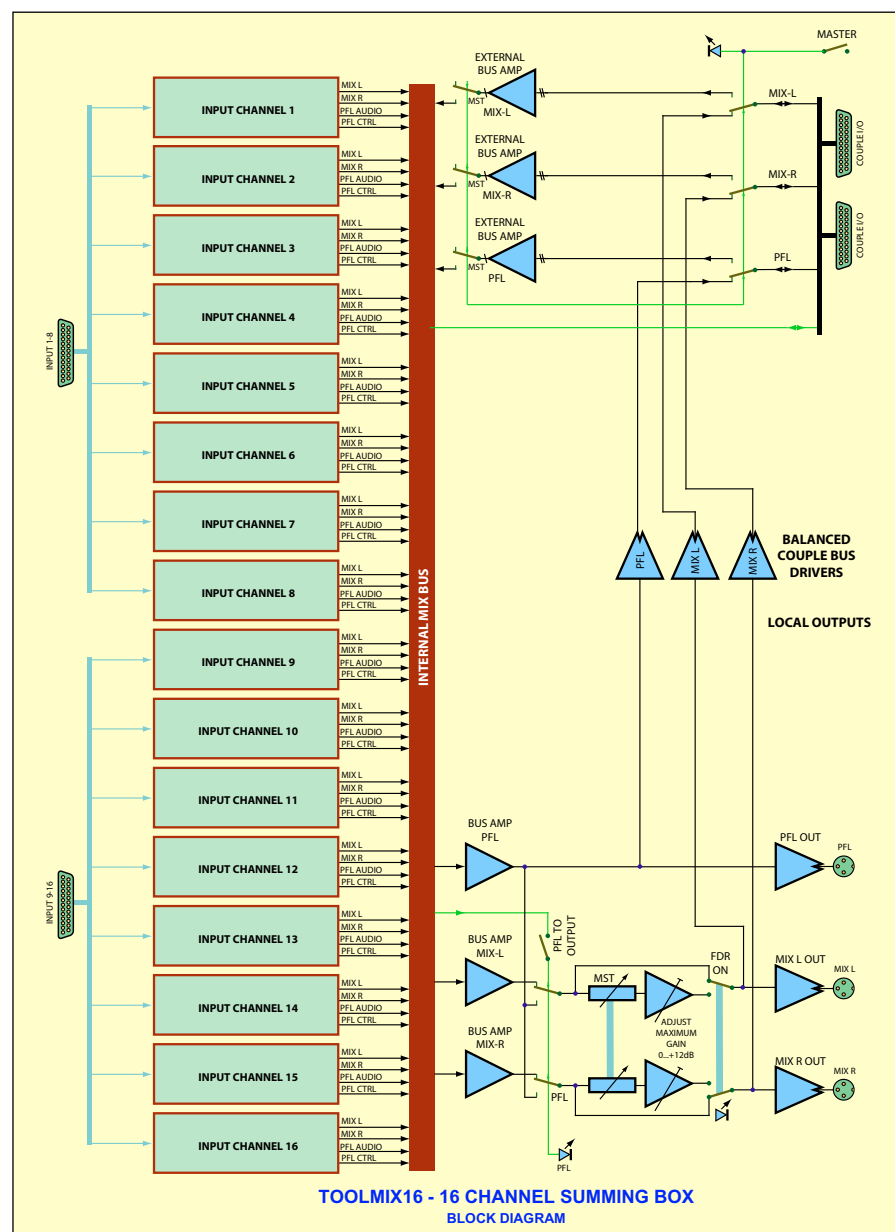 MASTER
EXTERNAL
BUS AMP
MST
MIX-L
MIX-L
COUPLE I/O
EXTERNAL
BUS AMP
MST
MIX-R
MIX-R
COUPLE I/O
EXTERNAL
BUS AMP
MST
PFL
PFL
INPUT 1-8
INPUT 9-16
INPUT CHANNEL 1
MIX L
MIX R
PFL AUDIO
PFL CTRL
INPUT CHANNEL 2
MIX L
MIX R
PFL AUDIO
PFL CTRL
INPUT CHANNEL 3
MIX L
MIX R
PFL AUDIO
PFL CTRL
INPUT CHANNEL 4
MIX L
MIX R
PFL AUDIO
PFL CTRL
INPUT CHANNEL 5
MIX L
MIX R
PFL AUDIO
PFL CTRL
INPUT CHANNEL 6
MIX L
MIX R
PFL AUDIO
PFL CTRL
INPUT CHANNEL 7
MIX L
MIX R
PFL AUDIO
PFL CTRL
INPUT CHANNEL 8
MIX L
MIX R
PFL AUDIO
PFL CTRL
INPUT CHANNEL 9
MIX L
MIX R
PFL AUDIO
PFL CTRL
INPUT CHANNEL 10
MIX L
MIX R
PFL AUDIO
PFL CTRL
INPUT CHANNEL 11
MIX L
MIX R
PFL AUDIO
PFL CTRL
INPUT CHANNEL 12
MIX L
MIX R
PFL AUDIO
PFL CTRL
INPUT CHANNEL 13
MIX L
MIX R
PFL AUDIO
PFL CTRL
INPUT CHANNEL 14
MIX L
MIX R
PFL AUDIO
PFL CTRL
INPUT CHANNEL 15
MIX L
MIX R
PFL AUDIO
PFL CTRL
INPUT CHANNEL 16
MIX L
MIX R
PFL AUDIO
PFL CTRL
INTERNAL MIX BUS
PFL
MIX L
MIX R
BALANCED
COUPLE BUS
DRIVERS
LOCAL OUTPUTS
BUS AMP
PFL
PFL OUT
PFL
PFL TO
OUTPUT
BUS AMP
MIX-L
MST
FDR
ON
MIX L OUT
MIX L
ADJUST
MAXIMUM
GAIN
0...+12dB
BUS AMP
MIX-R
PFL
MIX R OUT
MIX R
PFL
TOOLMIX16 - 16 CHANNEL SUMMING BOX
BLOCK DIAGRAM